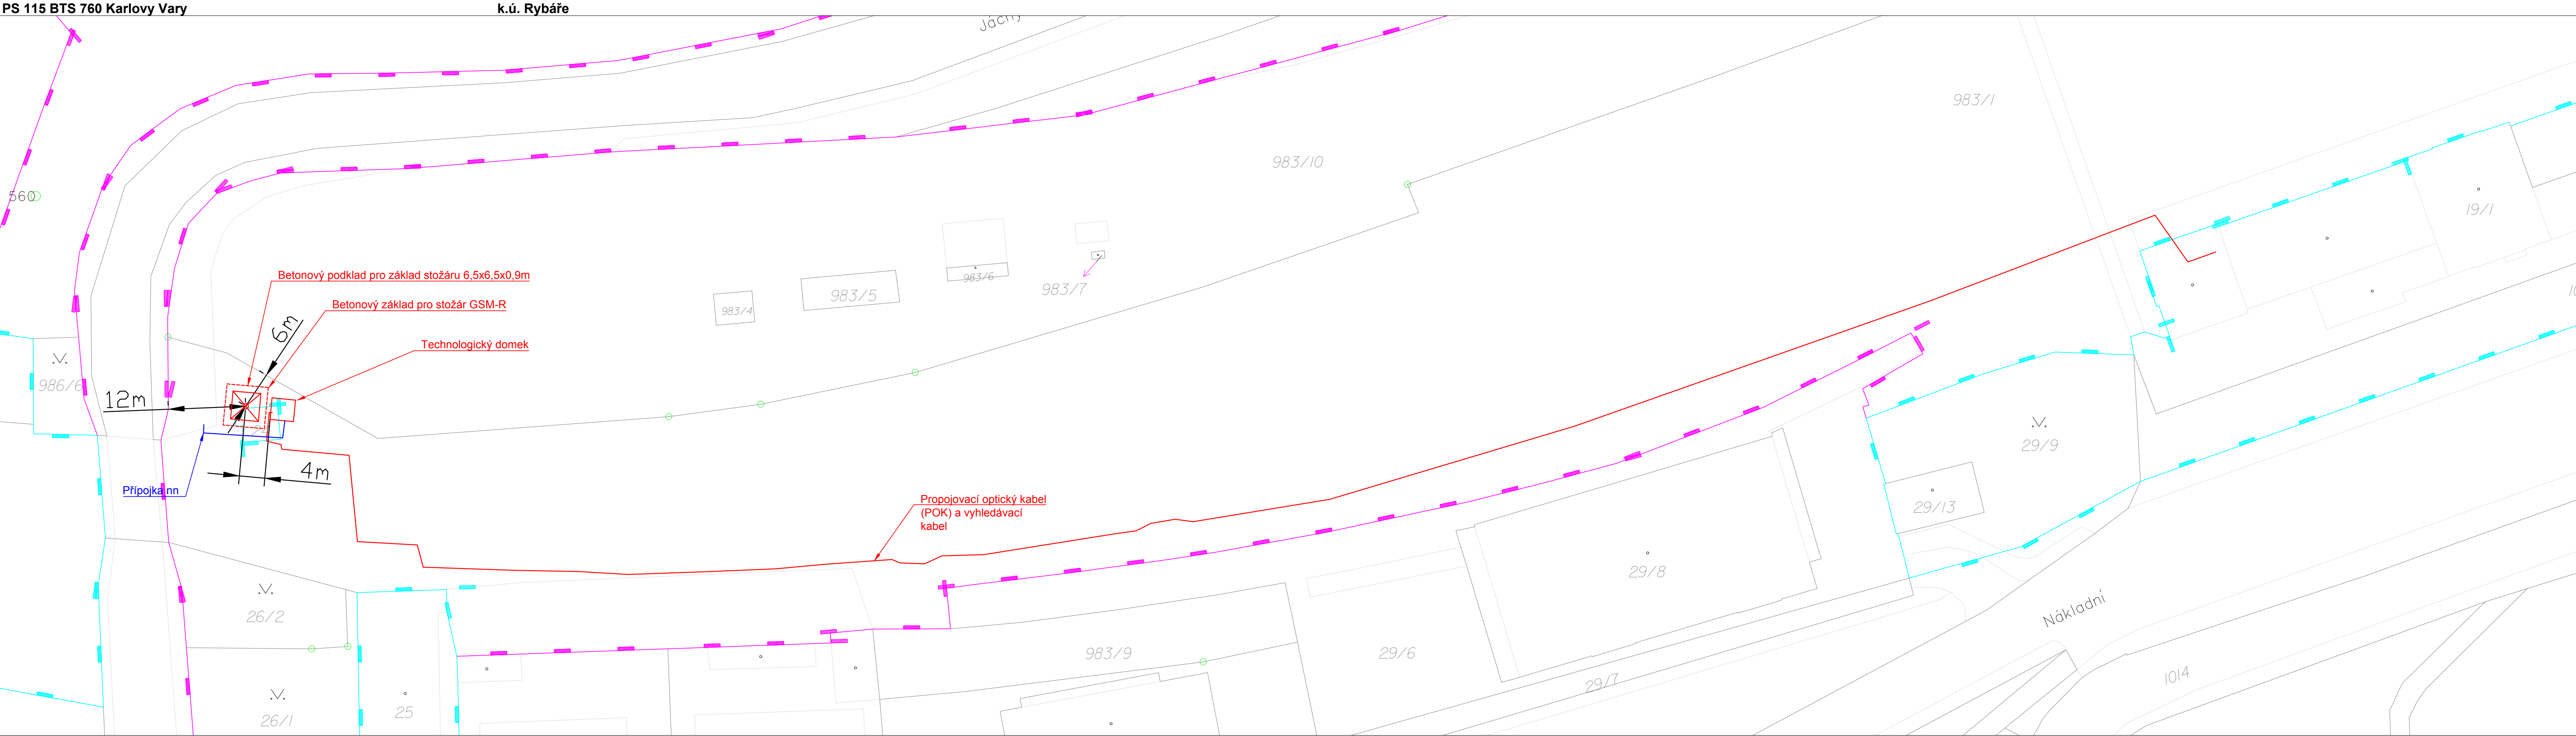 PS 115 BTS 760 Karlovy Vary
k.ú. Rybáře
983/1
983/10
560
19/1
Betonový podklad pro základ stožáru 6,5x6,5x0,9m
983/6
983/7
983/5
Betonový základ pro stožár GSM-R
983/4
6m
Technologický domek
986/6
12m
29/9
4m
Přípojka nn
Propojovací optický kabel
(POK) a vyhledávací
kabel
29/13
29/8
Nákladní
26/2
983/9
29/6
29/7
1014
25
26/1